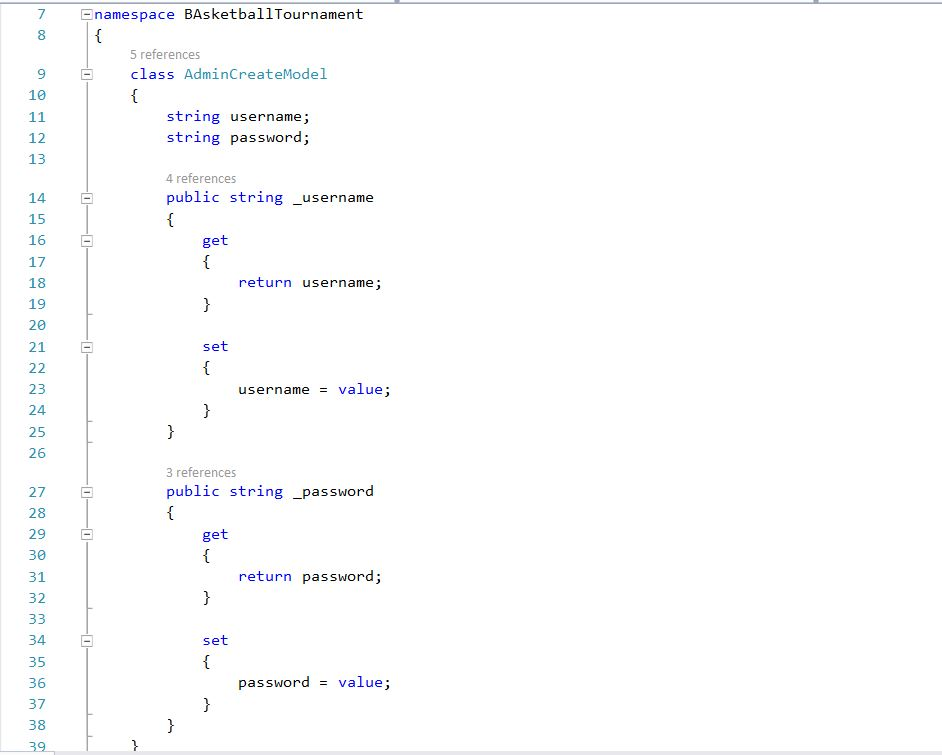 7 namespace BAsketballTournament
8 {
5 references
9 class AdminCreateModel
10 {
11 string username;
12 string password;
13
4 references
14 public string _username
15 {
16 get
17 {
18 return username;
19 }
20
21 set
22 {
23 username = value;
24 }
25 }
26
3 references
27 public string _password
28 {
29 get
30 {
31 return password;
32 }
33
34 set
35 {
36 password = value;
37 }
38 }
39 }